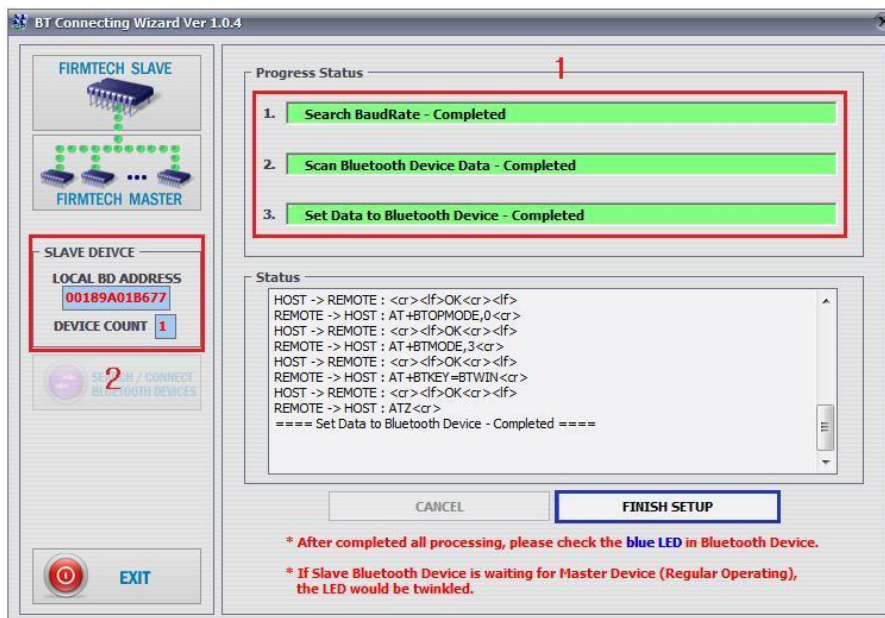 BT Connecting Wizard Ver 1.0.4
FIRMTECH SLAVE
FIRMTECH MASTER
SLAVE DEIVCE
LOCAL BD ADDRESS
00189A01B677
DEVICE COUNT 1
2
SEARCH / CONNECT
BLUETOOTH DEVICES
EXIT
Progress Status
1
1. Search BaudRate - Completed
2. Scan Bluetooth Device Data - Completed
3. Set Data to Bluetooth Device - Completed
Status
HOST -> REMOTE : <cr><lf>OK<cr><lf>
REMOTE -> HOST : AT+BTOPMODE,0<cr>
HOST -> REMOTE : <cr><lf>OK<cr><lf>
REMOTE -> HOST : AT+BTMODE,3<cr>
HOST -> REMOTE : <cr><lf>OK<cr><lf>
REMOTE -> HOST : AT+BTKEY=BTWIN<cr>
HOST -> REMOTE : <cr><lf>OK<cr><lf>
REMOTE -> HOST : ATZ<cr>
==== Set Data to Bluetooth Device - Completed ====
CANCEL
FINISH SETUP
* After completed all processing, please check the blue LED in Bluetooth Device.
* If Slave Bluetooth Device is waiting for Master Device (Regular Operating),
the LED would be twinkled.